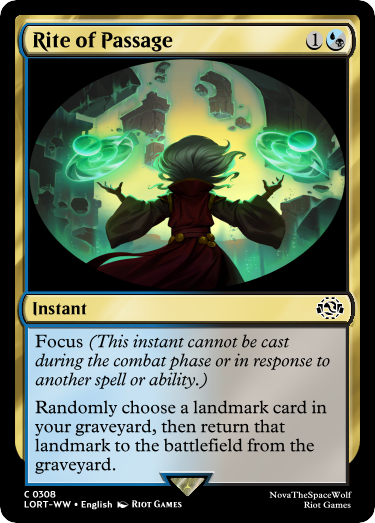 Rite of Passage 1
Instant
Focus (This instant cannot be cast
during the combat phase or in response to
another spell or ability.)
Randomly choose a landmark card in
your graveyard, then return that
landmark to the battlefield from the
graveyard.
C 0308
LORT-WW • English Riot Games
NovaTheSpaceWolf
Riot Games